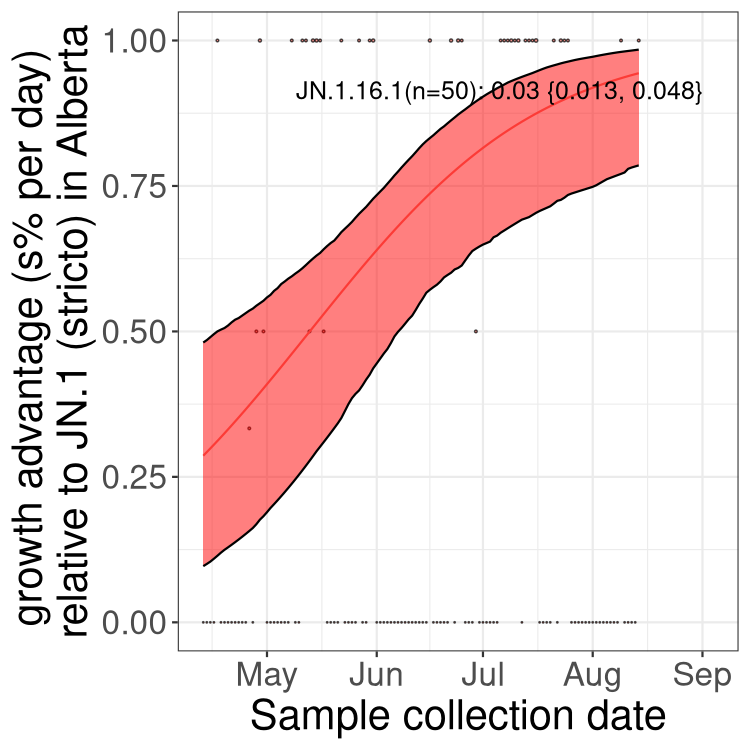 growth advantage (s% per day)
relative to JN.1 (stricto) in Alberta
1.00
0.75
0.50
0.25
0.00
JN.1.16.1(n=50): 0.03 {0.013, 0.048}
May Jun Jul Aug Sep
Sample collection date